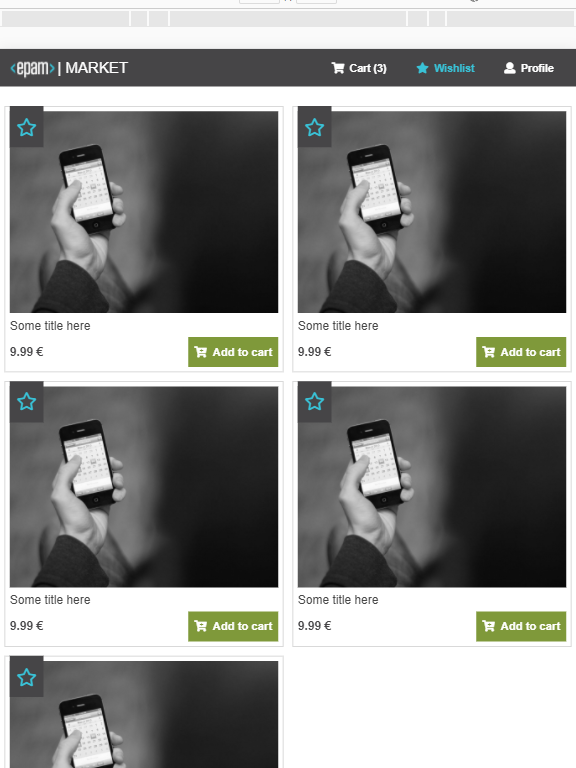 <epam> | MARKET
Cart (3)
Wishlist
Profile
Some title here
9.99 €
Add to cart
Some title here
9.99 €
Add to cart
Some title here
9.99 €
Add to cart
Some title here
9.99 €
Add to cart